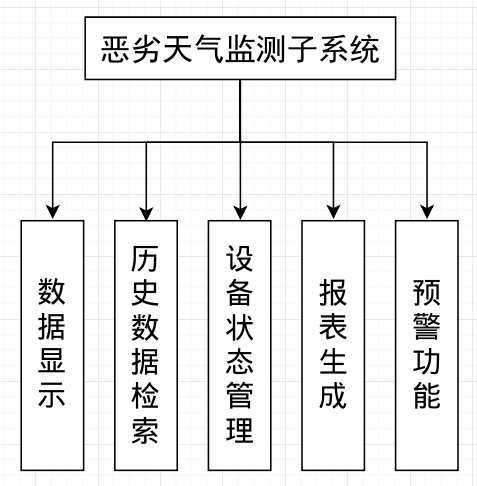 恶劣天气监测子系统
数据显示
历史数据检索
设备状态管理
报表生成
预警功能